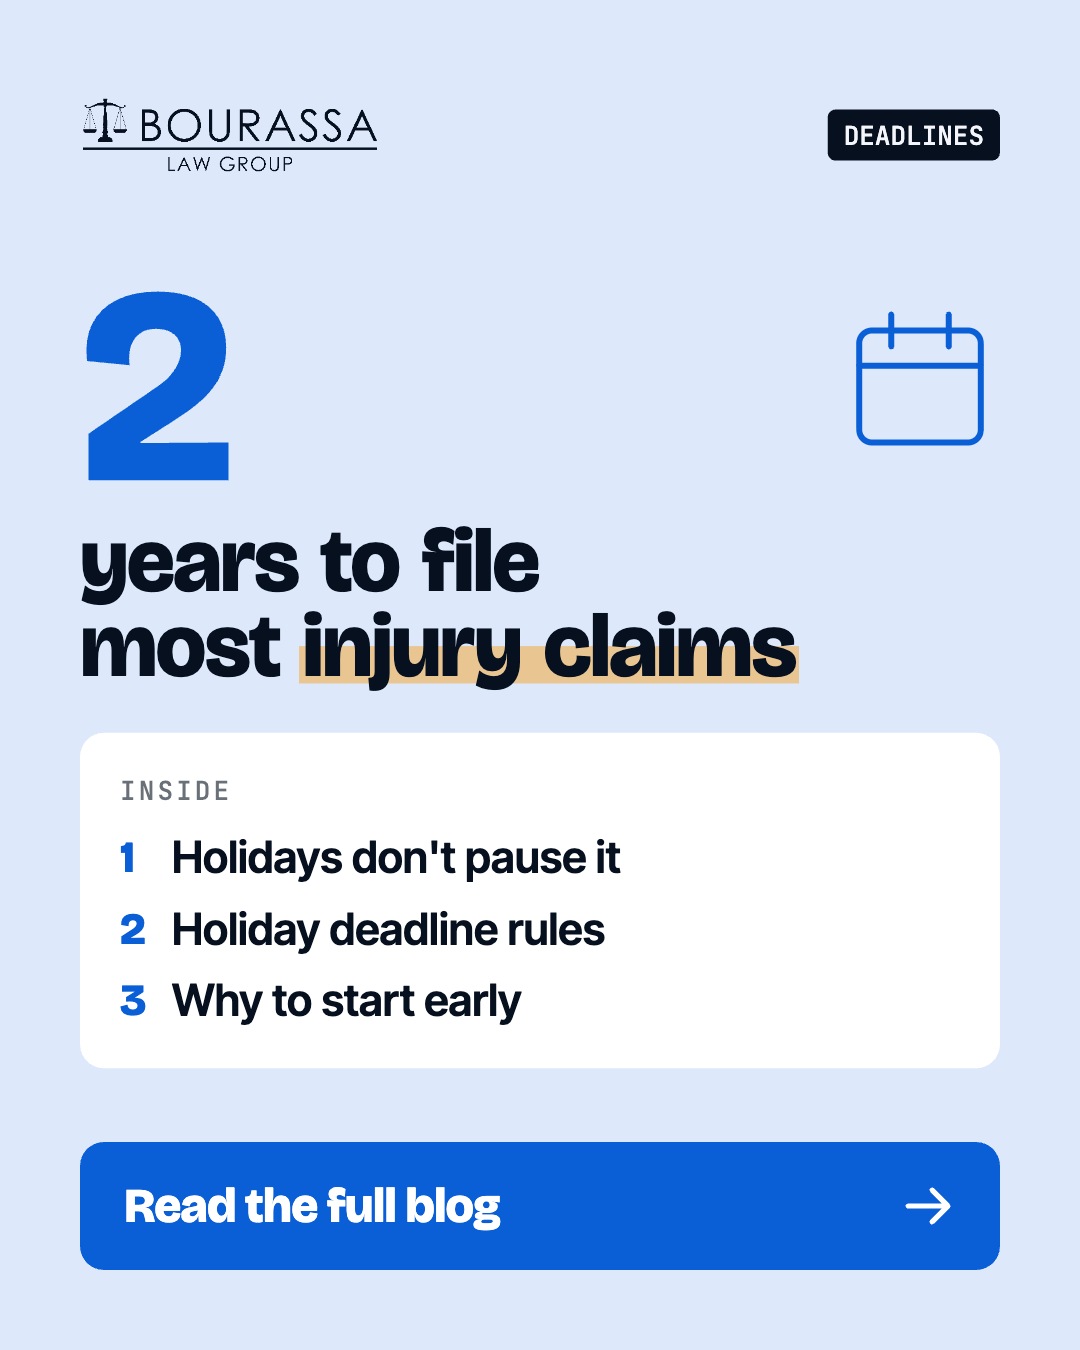 BOURASSA
LAW GROUP
DEADLINES
2
years to file
most injury claims
INSIDE
1 Holidays don't pause it
2 Holiday deadline rules
3 Why to start early
Read the full blog